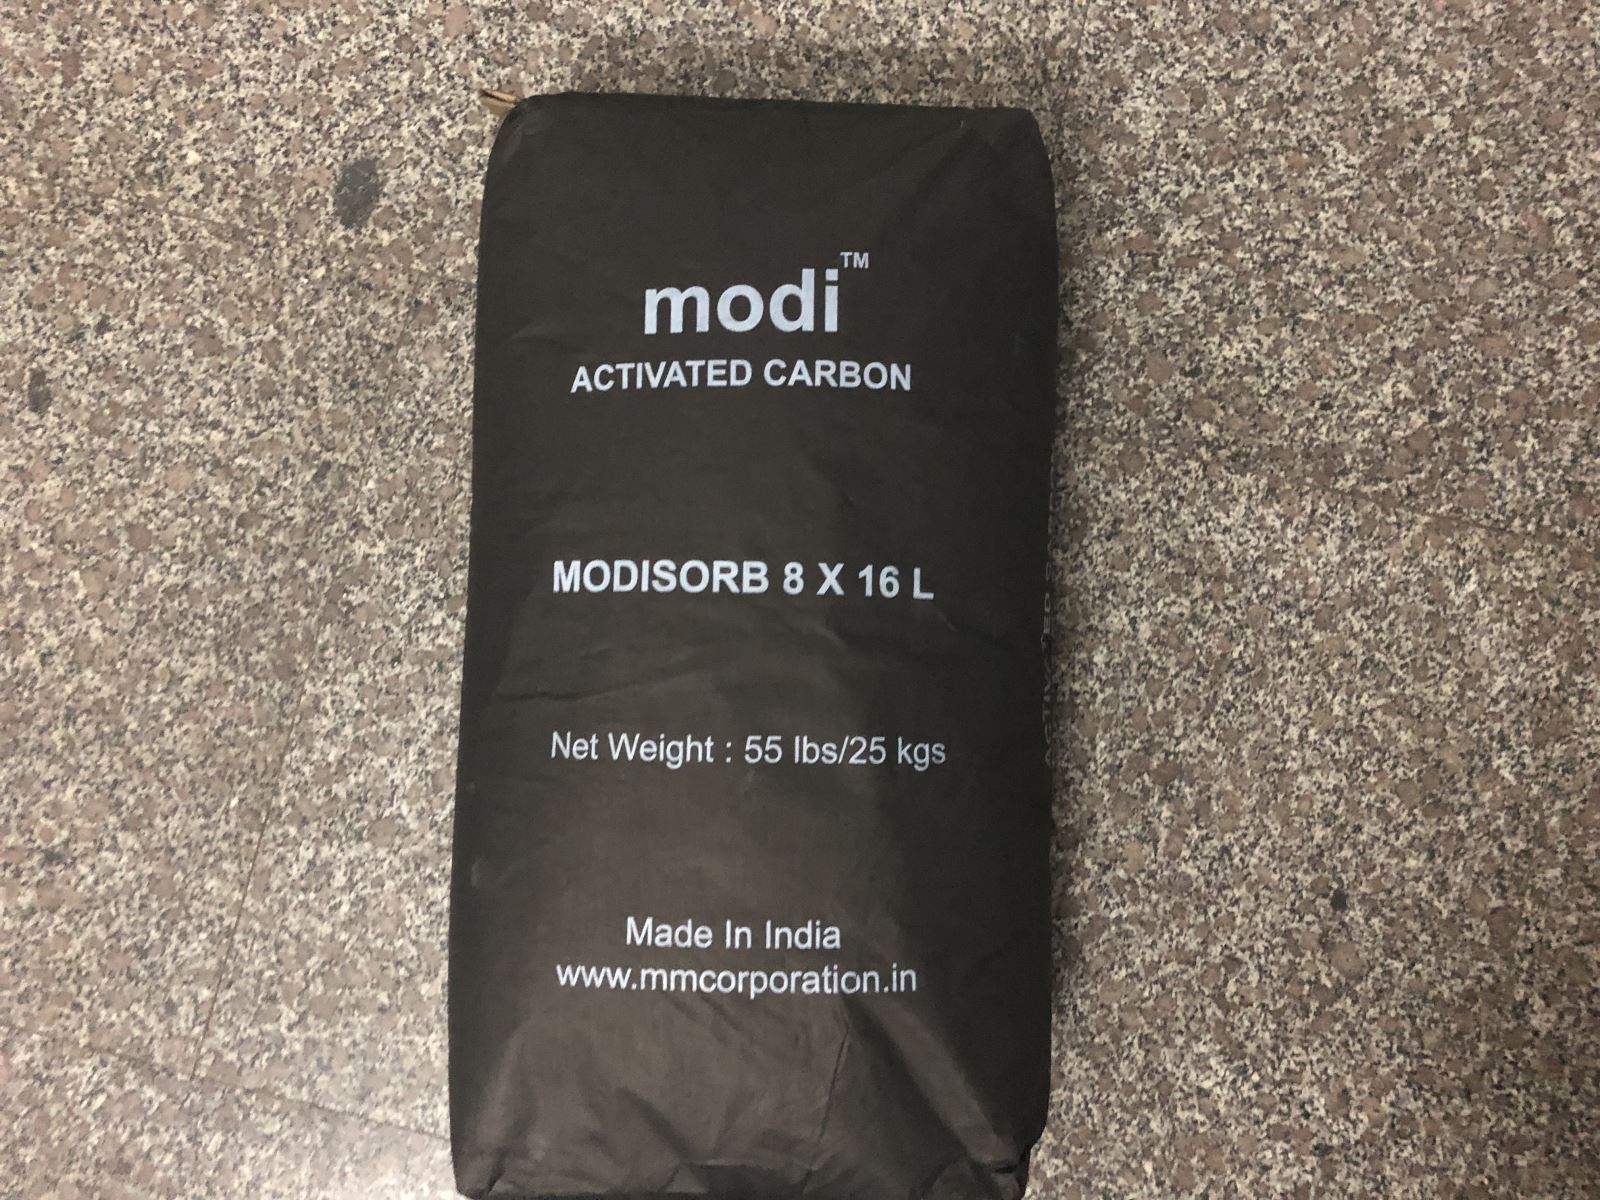 modi™
ACTIVATED CARBON
MODISORB 8 X 16 L
Net Weight : 55 lbs/25 kgs
Made In India
www.mmcorporation.in